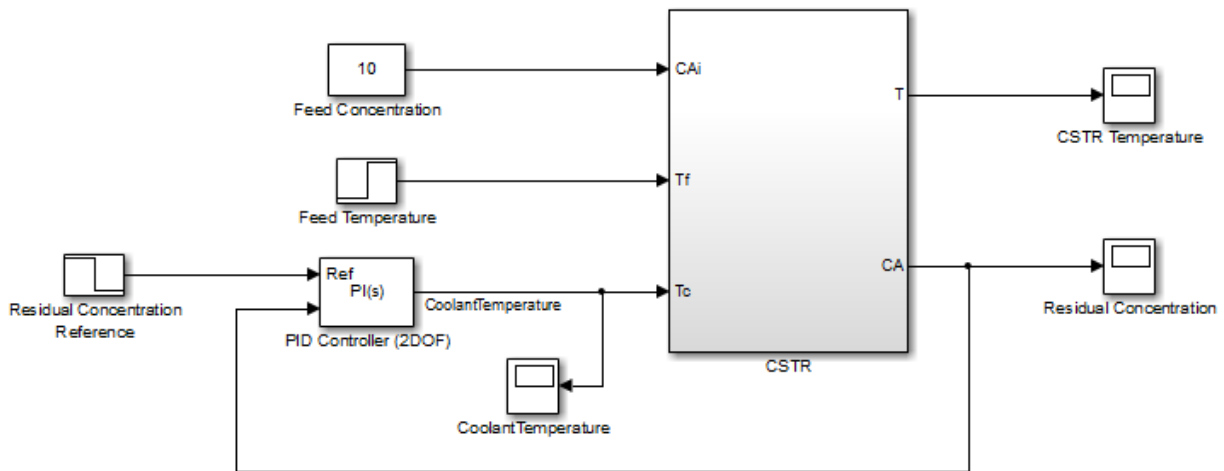 10
Feed Concentration
CAi
T
CSTR Temperature
Tf
Feed Temperature
Ref
PI(s)
CoolantTemperature
Tc
CA
Residual Concentration
Reference
PID Controller (2DOF)
Residual Concentration
CSTR
CoolantTemperature